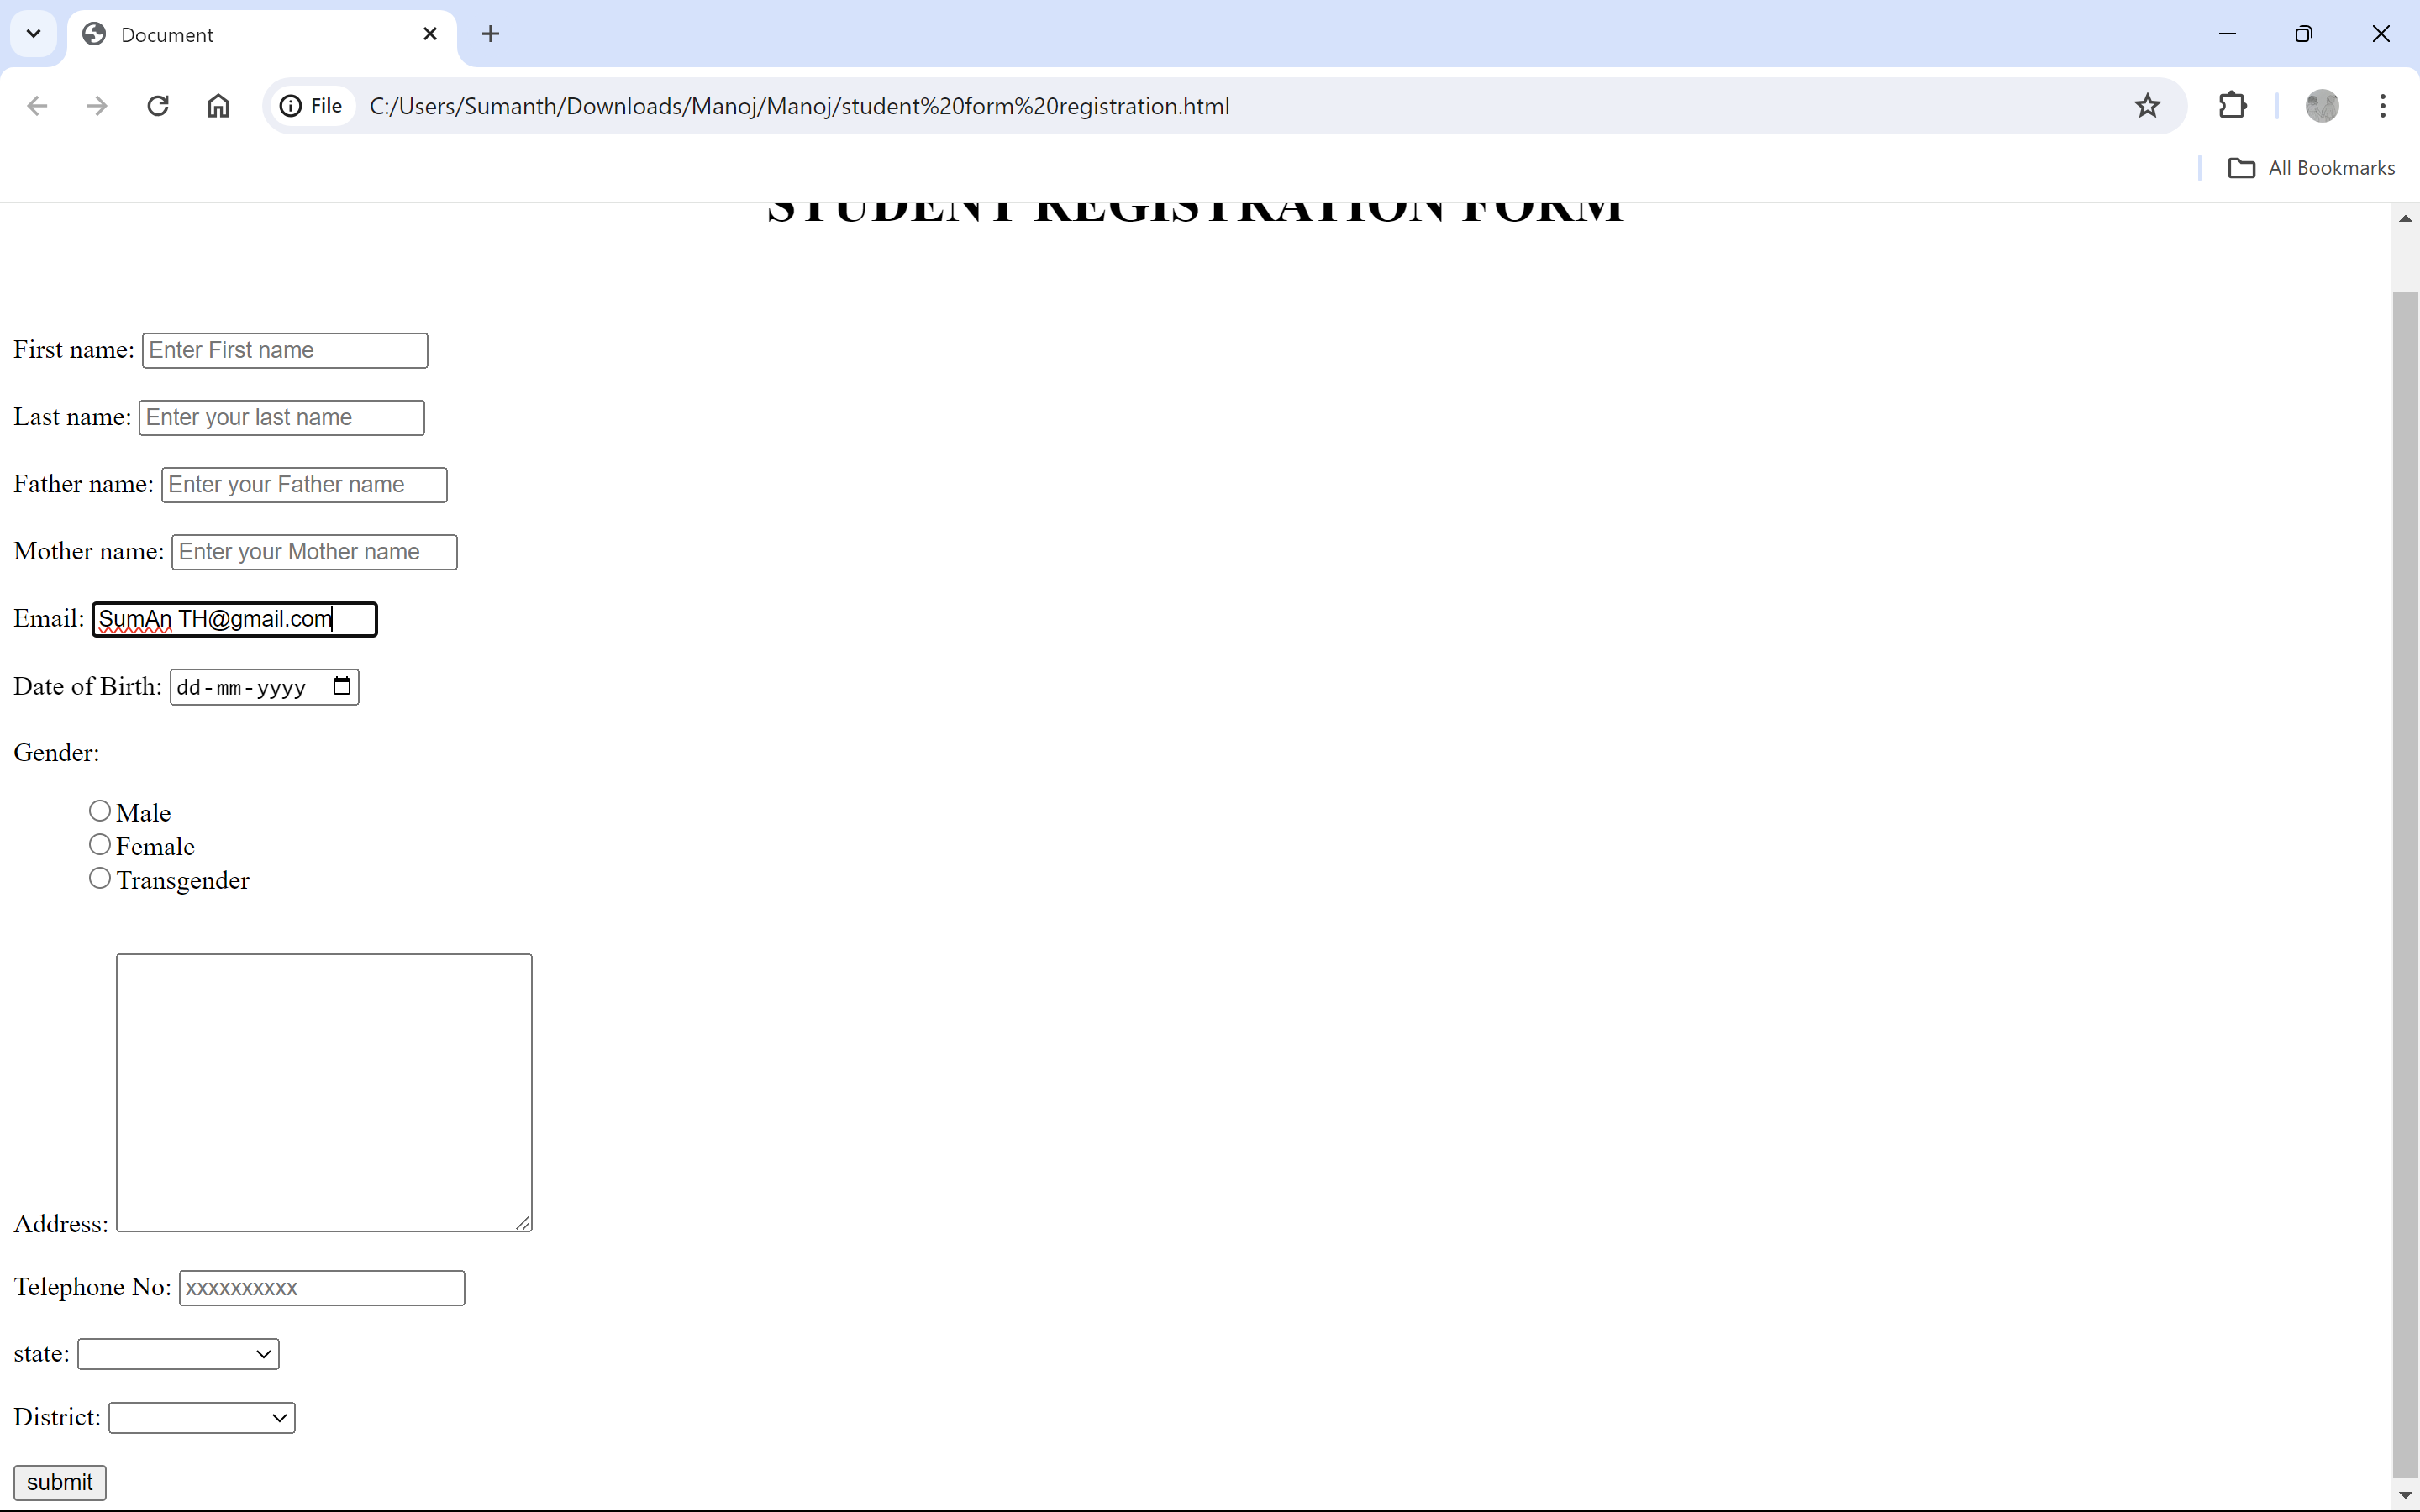 Document
File C:/Users/Sumanth/Downloads/Manoj/Manoj/student%20form%20registration.html
All Bookmarks
STUDENT REGISTRATION FORM
First name: Enter First name
Last name: Enter your last name
Father name: Enter your Father name
Mother name: Enter your Mother name
Email: SumAn TH@gmail.com
Date of Birth: dd-mm-yyyy
Gender:
Male
Female
Transgender
Address:
Telephone No: xxxxxxxxxx
state:
District:
submit